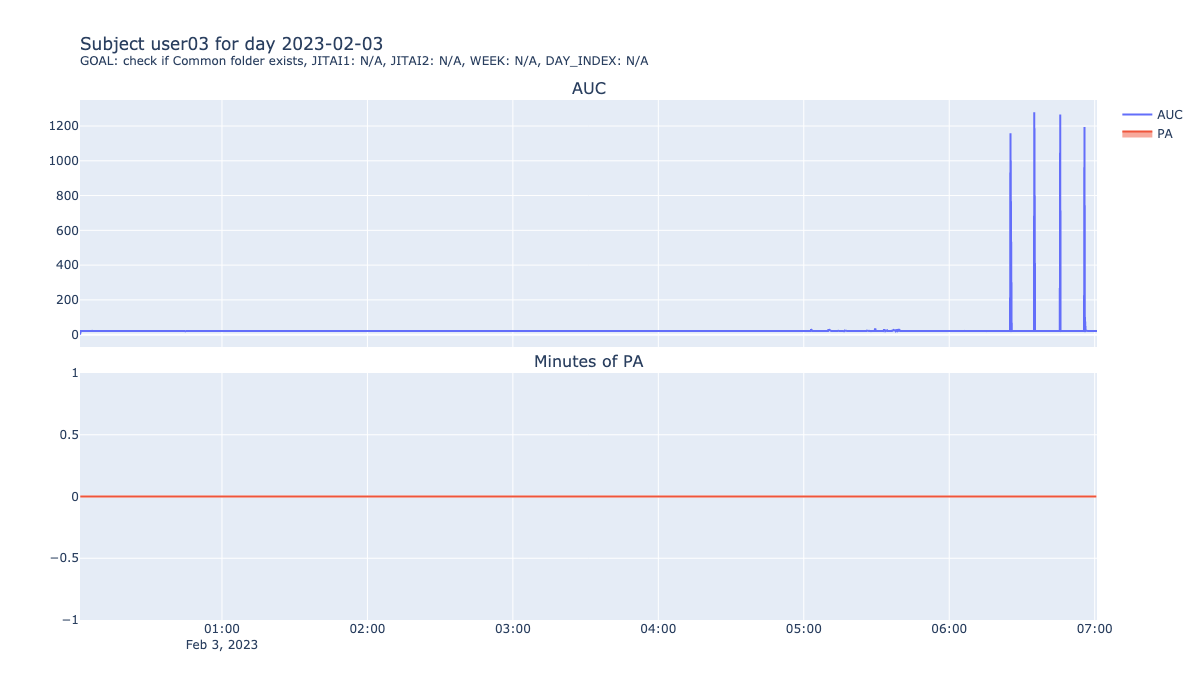 Subject user03 for day 2023-02-03
GOAL: check if Common folder exists, JITAI1: N/A, JITAI2: N/A, WEEK: N/A, DAY_INDEX: N/A
AUC
1200
1000
800
600
400
200
0
AUC
PA
Minutes of PA
1
0.5
0
−0.5
−1
01:00 02:00 03:00 04:00 05:00 06:00 07:00
Feb 3, 2023